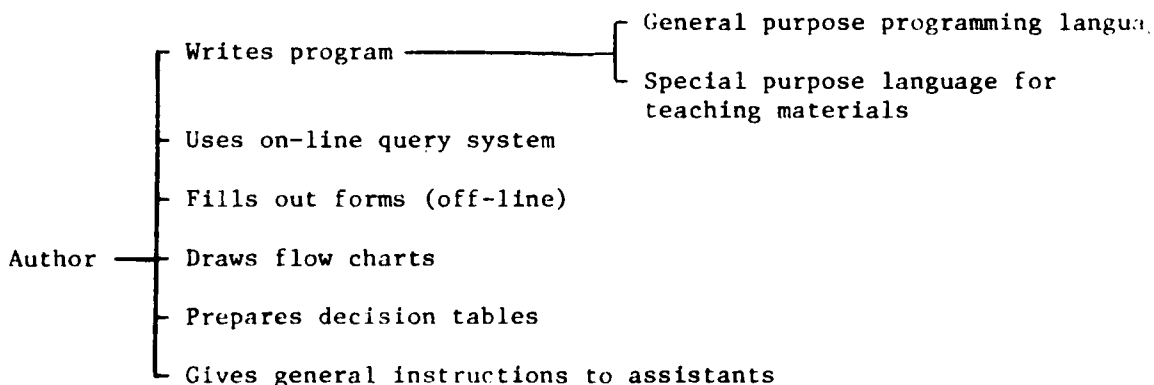 General purpose programming
Writes program
Special purpose language for
teaching materials
Uses on-line query system
Fills out forms (off-line)
Author
Draws flow charts
Prepares decision tables
Gives general instructions to assistants